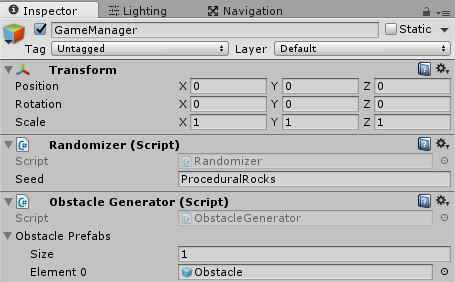 Inspector Lighting Navigation
GameManager Static
Tag Untagged Layer Default
Transform
Position X 0 Y 0 Z 0
Rotation X 0 Y 0 Z 0
Scale X 1 Y 1 Z 1
Randomizer (Script)
Script Randomizer
Seed ProceduralRocks
Obstacle Generator (Script)
Script ObstacleGenerator
Obstacle Prefabs
Size 1
Element 0 Obstacle